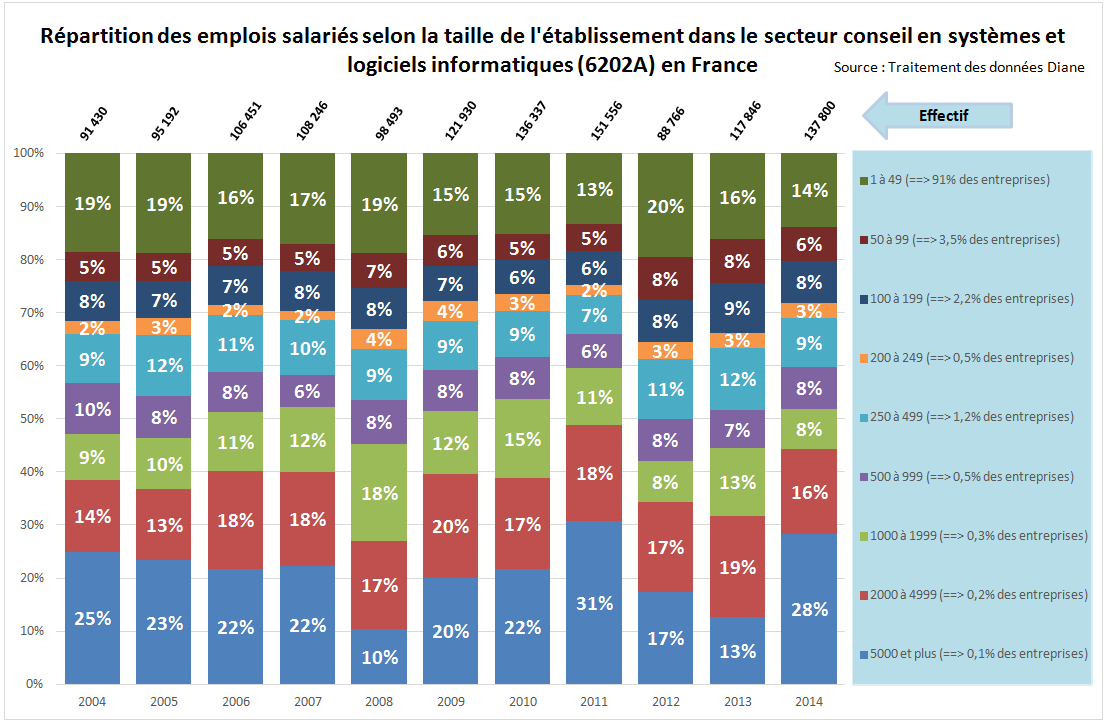 Répartition des emplois salariés selon la taille de l'établissement dans le secteur conseil en systèmes et
logiciels informatiques (6202A) en France
Source : Traitement des données Diane
91 430 95 192 106 451 108 246 98 493 121 930 136 337 151 556 88 766 117 846 137 800
Effectif
100%
90%
80%
70%
60%
50%
40%
30%
20%
10%
0%
19% 19% 16% 17% 19% 15% 15% 13% 20% 16% 14%
5% 5% 5% 5% 7% 6% 5% 5% 8% 8% 6%
8% 7% 7% 8% 8% 7% 6% 6% 8% 9% 8%
2% 3% 2% 2% 4% 4% 3% 2% 3% 3% 3%
9% 12% 11% 10% 9% 9% 9% 7% 11% 12% 9%
10% 8% 8% 6% 8% 8% 8% 6% 8% 7% 8%
9% 10% 11% 12% 18% 12% 15% 11% 8% 13% 8%
14% 13% 18% 18% 17% 20% 17% 18% 17% 19% 16%
25% 23% 22% 22% 10% 20% 22% 31% 17% 13% 28%
2004 2005 2006 2007 2008 2009 2010 2011 2012 2013 2014
1 à 49 (==> 91% des entreprises)
50 à 99 (==> 3,5% des entreprises)
100 à 199 (==> 2,2% des entreprises)
200 à 249 (==> 0,5% des entreprises)
250 à 499 (==> 1,2% des entreprises)
500 à 999 (==> 0,5% des entreprises)
1000 à 1999 (==> 0,3% des entreprises)
2000 à 4999 (==> 0,2% des entreprises)
5000 et plus (==> 0,1% des entreprises)